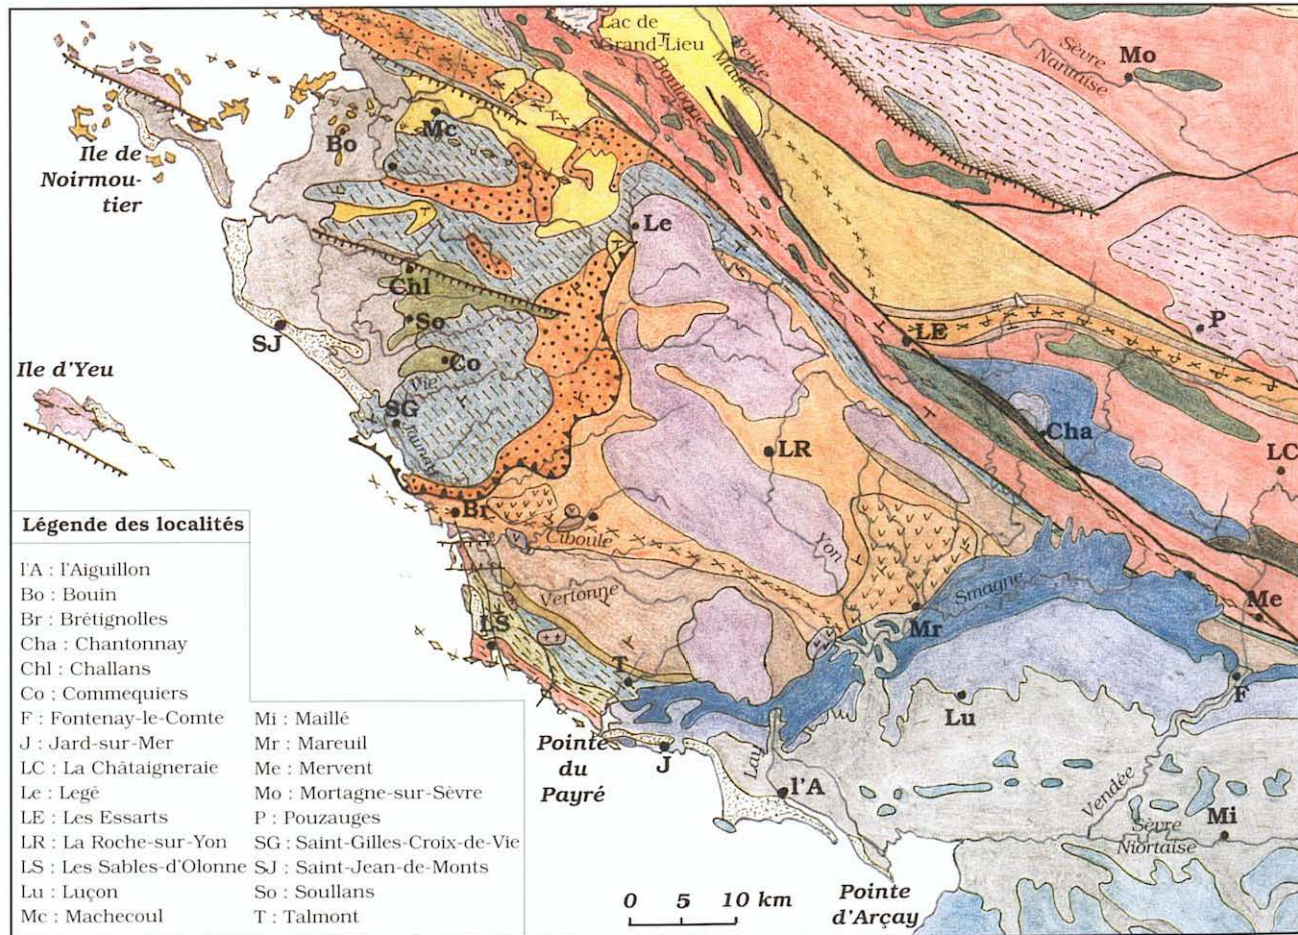 Lac de
Grand-Lieu
Boulogne
Petite
Maine
Sèvre
Nantaise
Mo
Mc
Bo
Ile de
Noirmou-
tier
Le
Chl
So
SJ
Co
Vie
LE
P
Ile d'Yeu
SG
Jaunay
Cha
LR
LC
Br
Ciboule
Yon
Vertonne
Smagne
LS
Mr
Me
T
F
Lu
Pointe
du
Payré
J
Lay
l'A
Vendée
Mi
Sèvre
Niortaise
Pointe
d'Arçay
0 5 10 km
Légende des localités
l'A : l'Aiguillon
Bo : Bouin
Br : Brétignolles
Cha : Chantonnay
Chl : Challans
Co : Commequiers
F : Fontenay-le-Comte
J : Jard-sur-Mer
LC : La Châtaigneraie
Le : Legé
LE : Les Essarts
LR : La Roche-sur-Yon
LS : Les Sables-d'Olonne
Lu : Luçon
Mc : Machecoul
Mi : Maillé
Mr : Mareuil
Me : Mervent
Mo : Mortagne-sur-Sèvre
P : Pouzauges
SG : Saint-Gilles-Croix-de-Vie
SJ : Saint-Jean-de-Monts
So : Soullans
T : Talmont